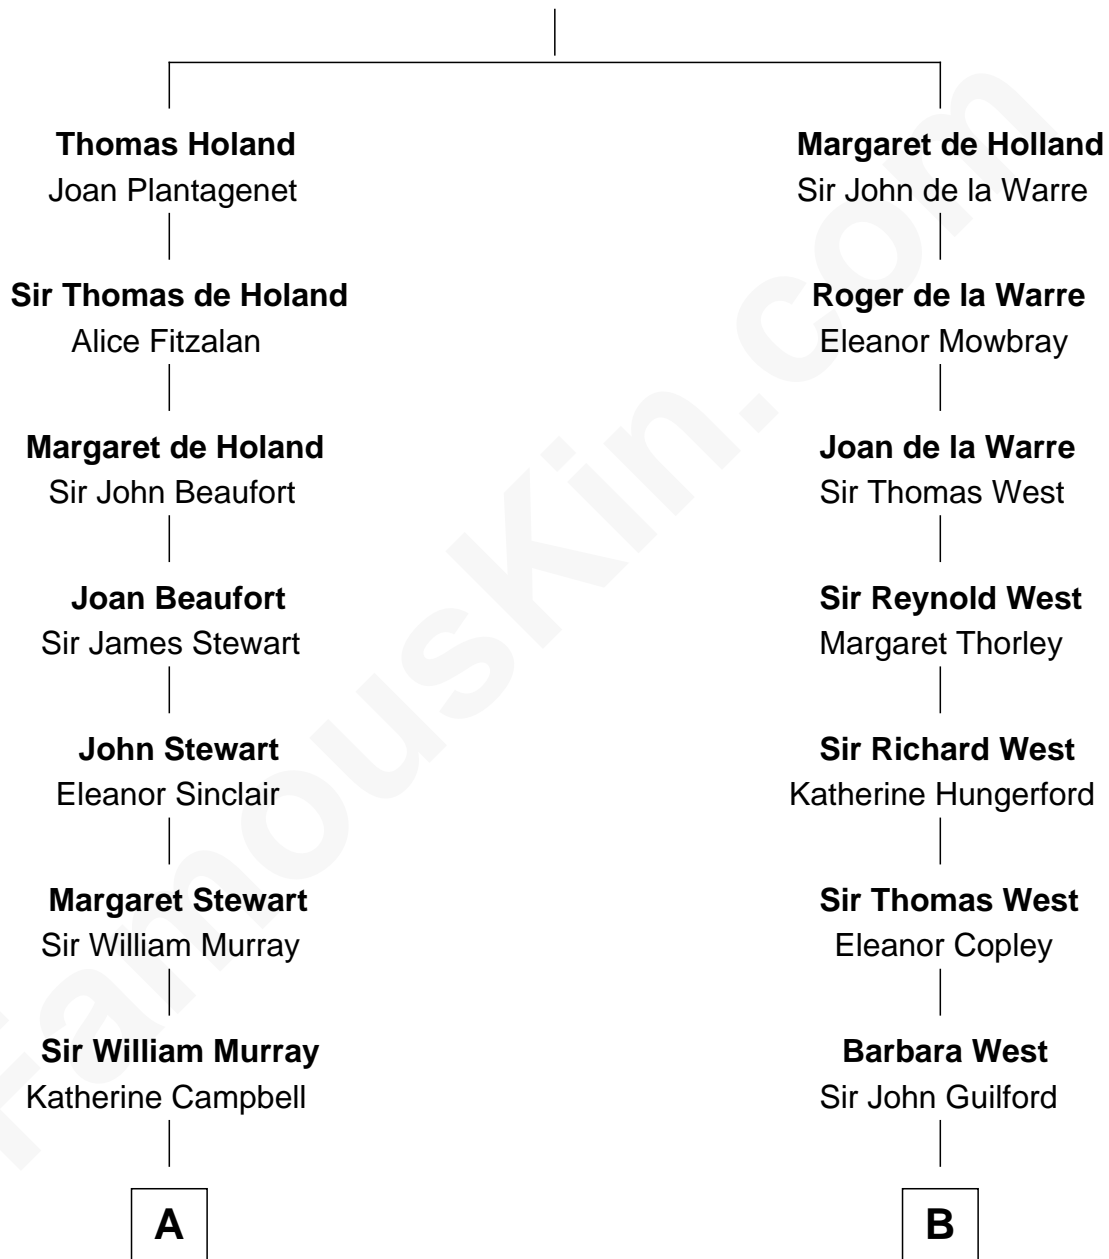 Thomas Holand
Joan Plantagenet
Margaret de Holland
Sir John de la Warre
Sir Thomas de Holand
Alice Fitzalan
Roger de la Warre
Eleanor Mowbray
Margaret de Holand
Sir John Beaufort
Joan de la Warre
Sir Thomas West
Joan Beaufort
Sir James Stewart
Sir Reynold West
Margaret Thorley
John Stewart
Eleanor Sinclair
Sir Richard West
Katherine Hungerford
Margaret Stewart
Sir William Murray
Sir Thomas West
Eleanor Copley
Sir William Murray
Katherine Campbell
Barbara West
Sir John Guilford
A
B
FamousKin.com